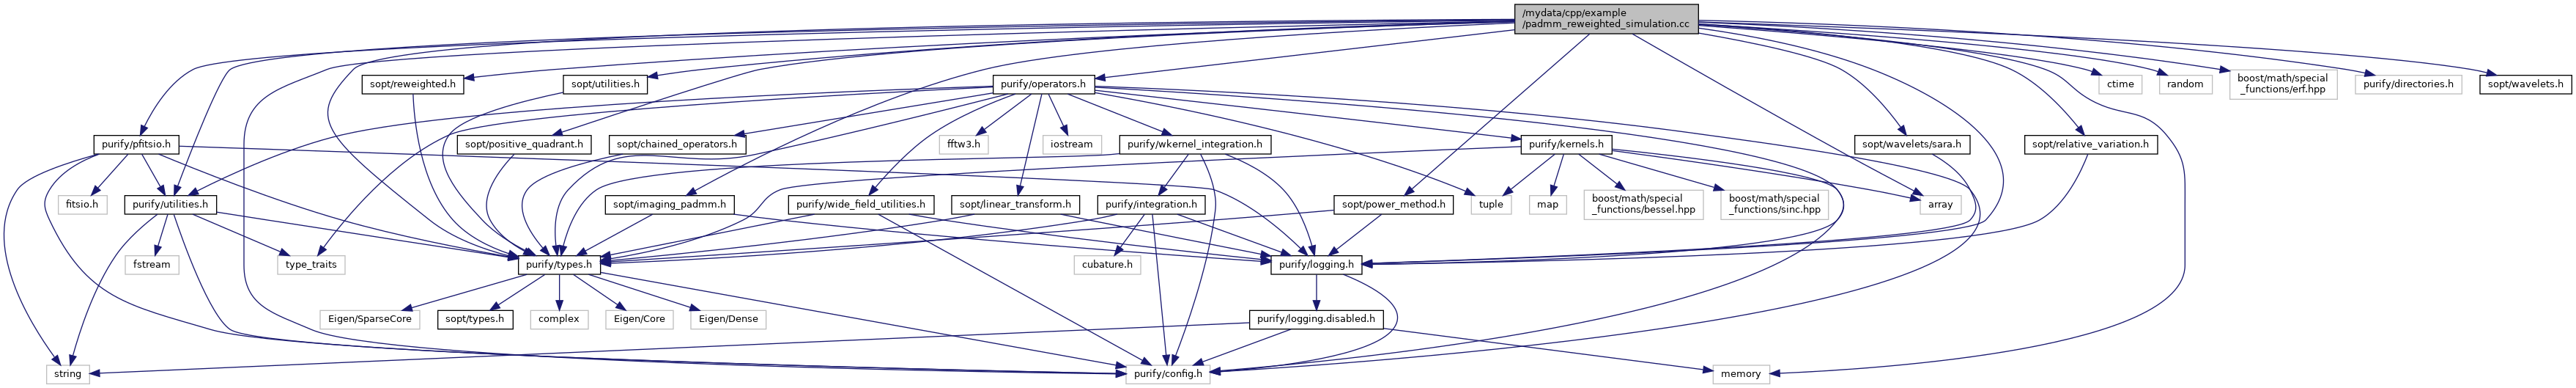 /mydata/cpp/example
/padmm_reweighted_simulation.cc
sopt/reweighted.h
sopt/utilities.h
purify/operators.h
ctime
random
boost/math/special
_functions/erf.hpp
purify/directories.h
sopt/wavelets.h
purify/pfitsio.h
sopt/positive_quadrant.h
sopt/chained_operators.h
fftw3.h
iostream
purify/wkernel_integration.h
purify/kernels.h
sopt/wavelets/sara.h
sopt/relative_variation.h
fitsio.h
purify/utilities.h
sopt/imaging_padmm.h
purify/wide_field_utilities.h
sopt/linear_transform.h
purify/integration.h
sopt/power_method.h
tuple
map
boost/math/special
_functions/bessel.hpp
boost/math/special
_functions/sinc.hpp
array
fstream
type_traits
purify/types.h
cubature.h
purify/logging.h
Eigen/SparseCore
sopt/types.h
complex
Eigen/Core
Eigen/Dense
purify/logging.disabled.h
string
purify/config.h
memory